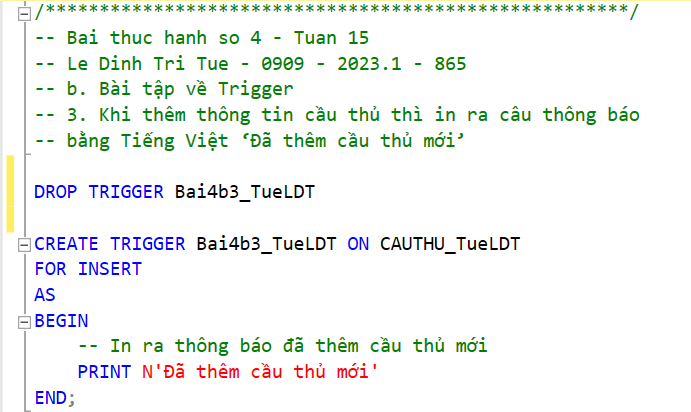 /******************************************************/
-- Bai thuc hanh so 4 - Tuan 15
-- Le Dinh Tri Tue - 0909 - 2023.1 - 865
-- b. Bài tập về Trigger
-- 3. Khi thêm thông tin cầu thủ thì in ra câu thông báo
-- bằng Tiếng Việt ‘Đã thêm cầu thủ mới’
DROP TRIGGER Bai4b3_TueLDT
CREATE TRIGGER Bai4b3_TueLDT ON CAUTHU_TueLDT
FOR INSERT
AS
BEGIN
-- In ra thông báo đã thêm cầu thủ mới
PRINT N'Đã thêm cầu thủ mới'
END;